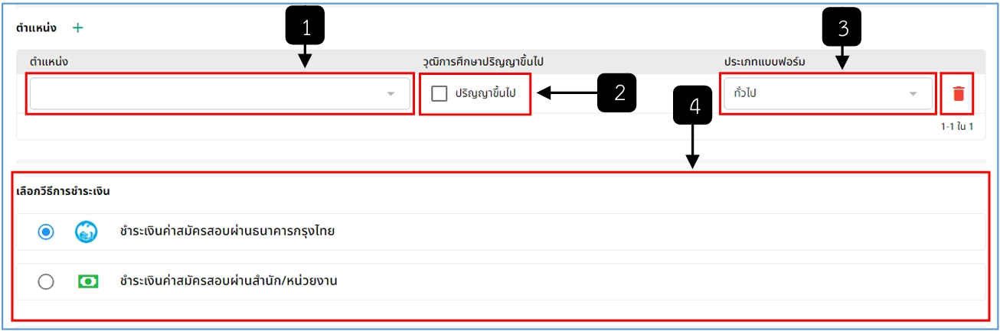 ตำแหน่ง +
1
3
ตำแหน่ง วุฒิการศึกษาปริญญาขึ้นไป ประเภทแบบฟอร์ม
ปริญญาขึ้นไป 2 ทั่วไป
4
1-1 ใน 1
เลือกวิธีการชำระเงิน
ชำระเงินค่าสมัครสอบผ่านธนาคารกรุงไทย
ชำระเงินค่าสมัครสอบผ่านสำนัก/หน่วยงาน